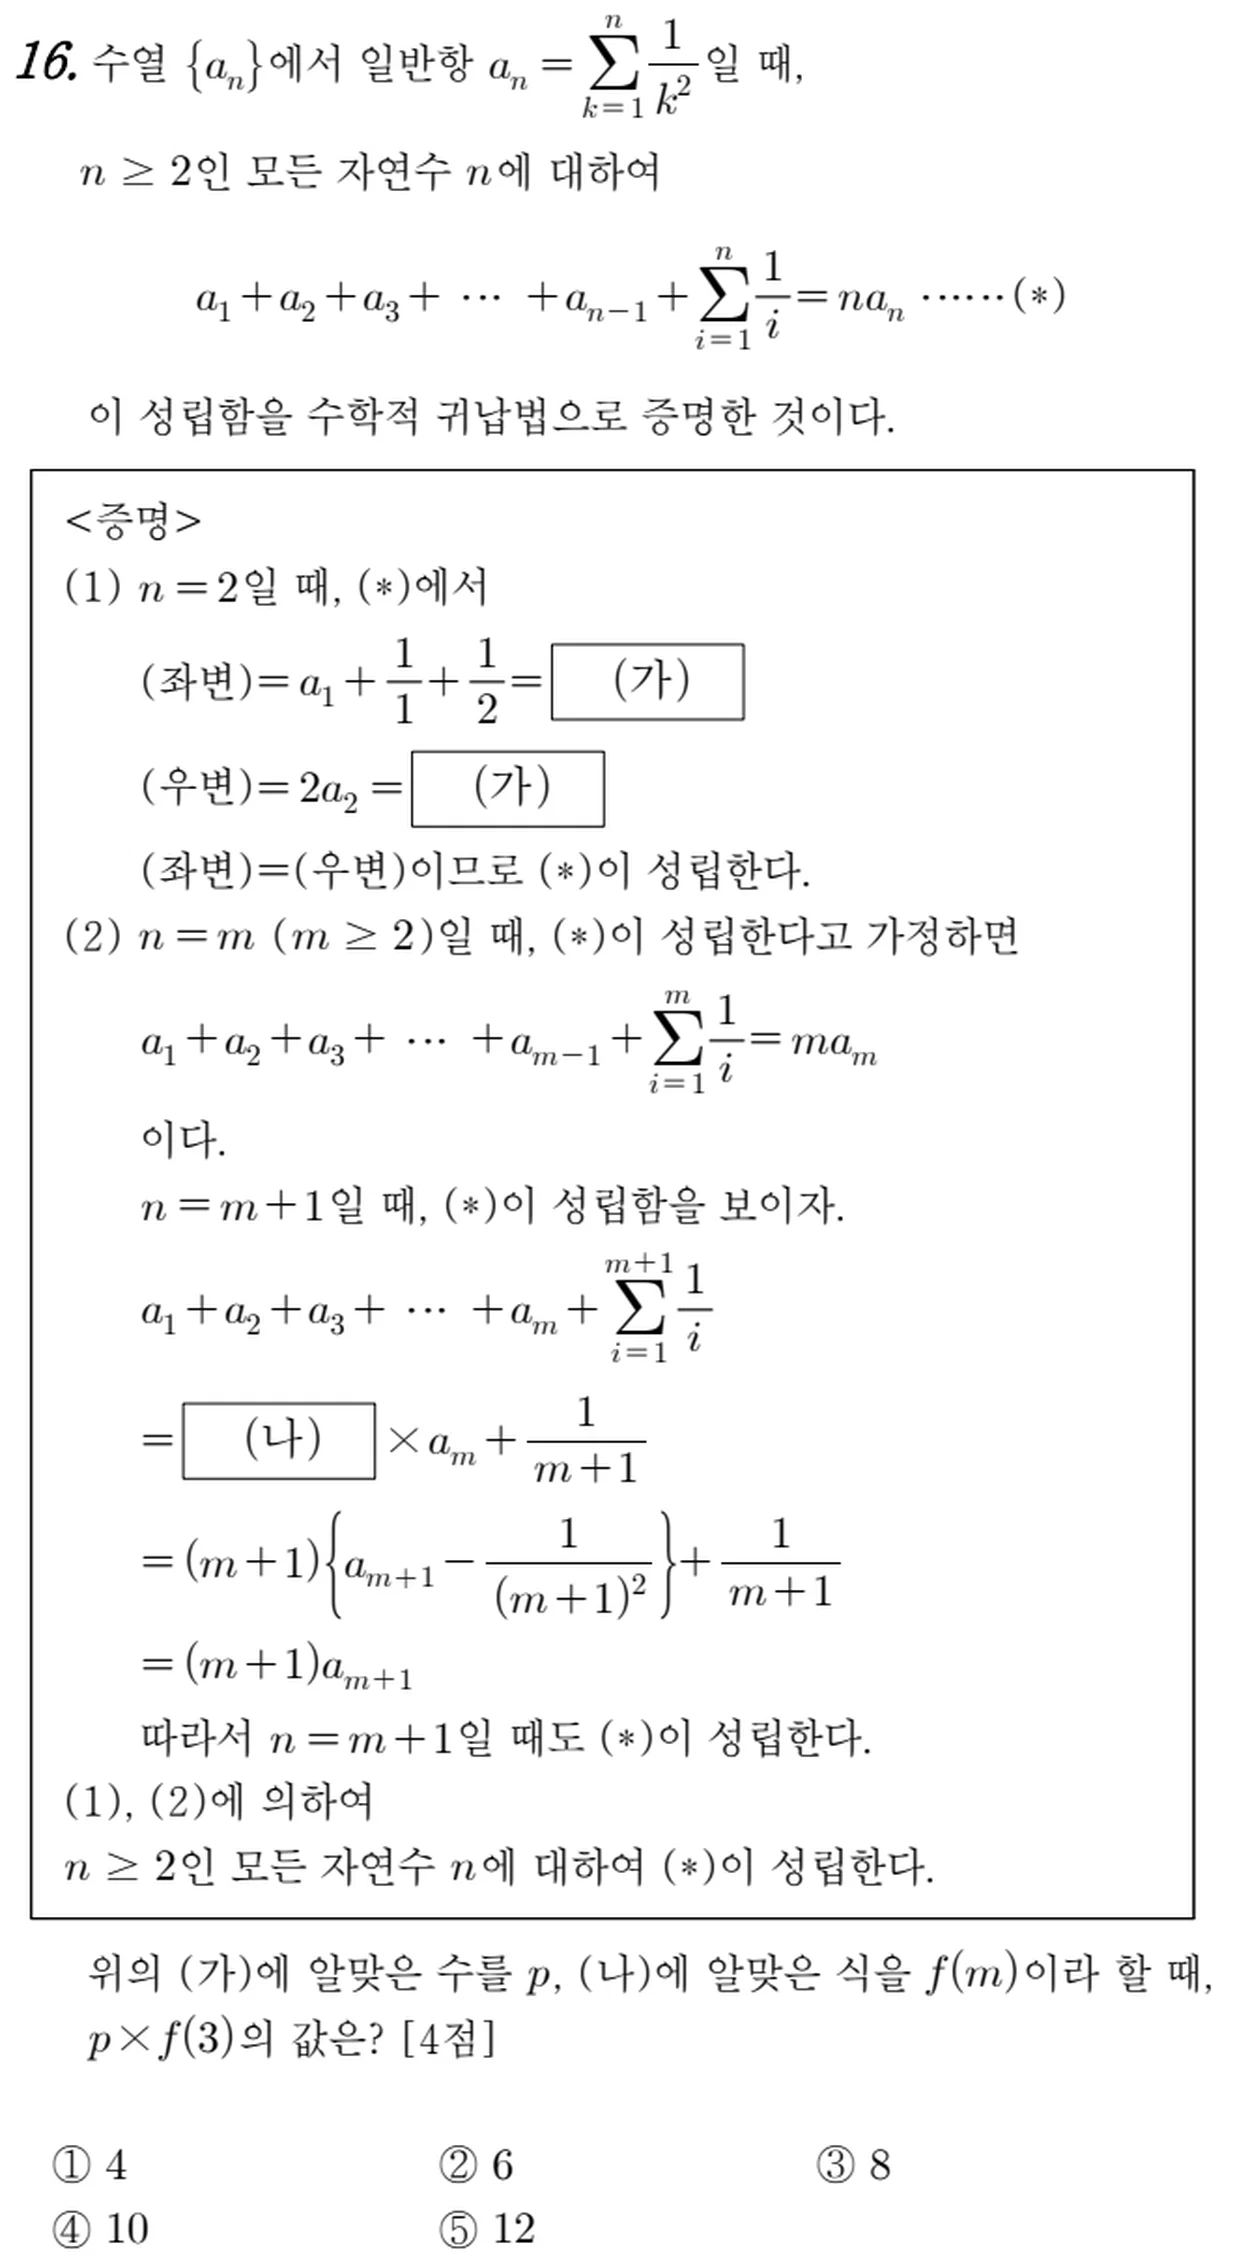 16. 수열 {aₙ}에서 일반항 aₙ = ∑_{k=1}^{n} 1/k² 일 때,
n ≥ 2인 모든 자연수 n에 대하여
a₁+a₂+a₃+ ⋯ +a_{n−1}+∑_{i=1}^{n} 1/i = naₙ ⋯⋯(*)
이 성립함을 수학적 귀납법으로 증명한 것이다.
<증명>
(1) n=2일 때, (*)에서
(좌변)=a₁+1/1+1/2= (가)
(우변)=2a₂= (가)
(좌변)=(우변)이므로 (*)이 성립한다.
(2) n=m (m ≥ 2)일 때, (*)이 성립한다고 가정하면
a₁+a₂+a₃+ ⋯ +a_{m−1}+∑_{i=1}^{m} 1/i = maₘ
이다.
n=m+1일 때, (*)이 성립함을 보이자.
a₁+a₂+a₃+ ⋯ +aₘ+∑_{i=1}^{m+1} 1/i
= (나) ×aₘ+1/(m+1)
=(m+1){a_{m+1}−1/(m+1)²}+1/(m+1)
=(m+1)a_{m+1}
따라서 n=m+1일 때도 (*)이 성립한다.
(1), (2)에 의하여
n ≥ 2인 모든 자연수 n에 대하여 (*)이 성립한다.
위의 (가)에 알맞은 수를 p, (나)에 알맞은 식을 f(m)이라 할 때,
p×f(3)의 값은? [4점]
① 4 ② 6 ③ 8
④ 10 ⑤ 12